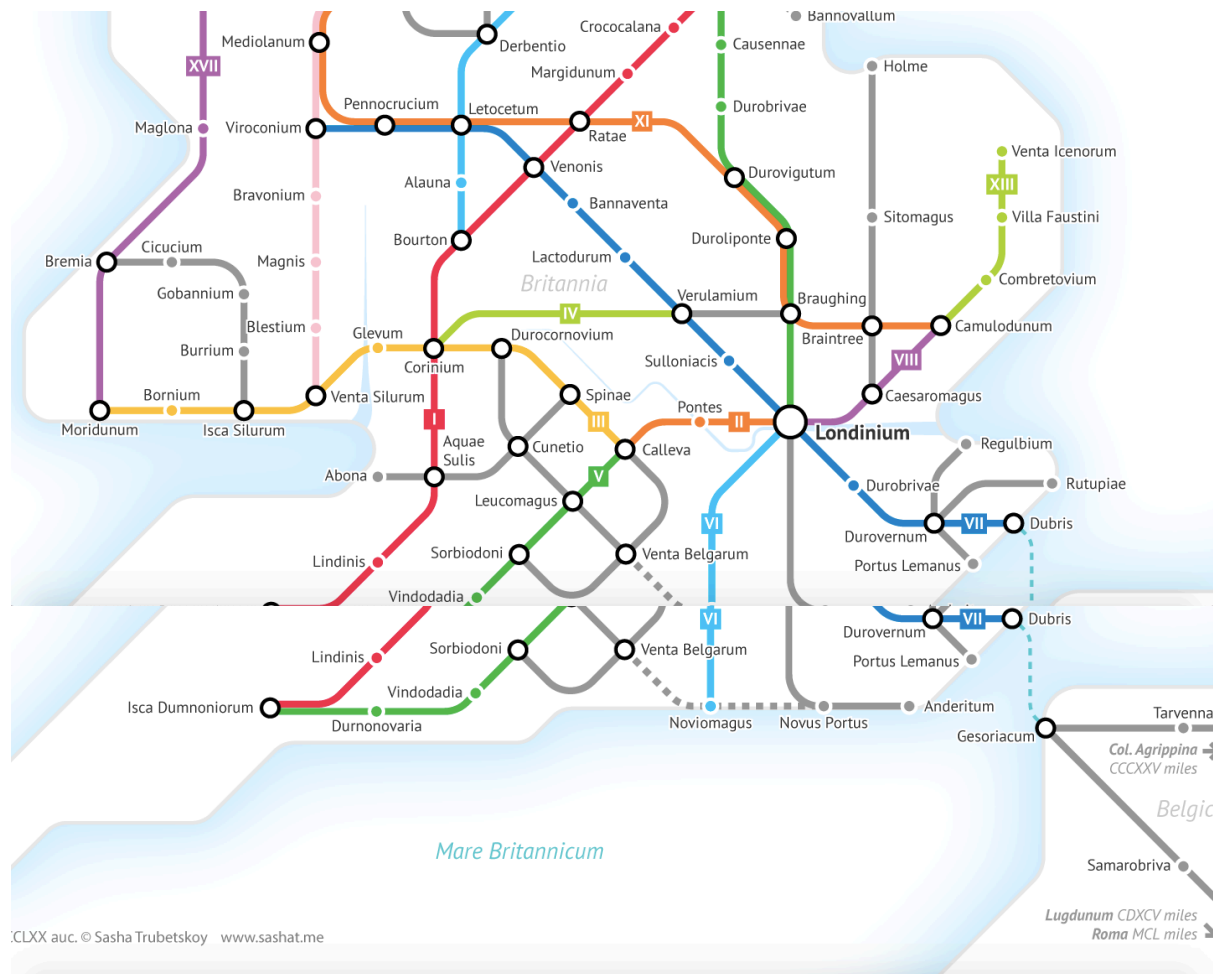 Bannovallum
Crococalana
Mediolanum
Derbentio
Causennae
XVII
Holme
Margidunum
Pennocrucium
Letocetum
Durobrivae
Maglona
Viroconium
XI
Ratae
Venta Icenorum
Venonis
Durovigutum
Alauna
XIII
Bravonium
Bannaventa
Sitomagus
Villa Faustini
Bourton
Duroliponte
Cicucium
Bremia
Magnis
Lactodurum
Gobannium
Britannia
Combretovium
Verulamium
Braughing
IV
Blestium
Glevum
Durocornovium
Camulodunum
Braintree
Burrium
Corinium
Sulloniacis
VIII
Bornium
Venta Silurum
Spinae
Caesaromagus
Pontes
I
III
II
Moridunum
Isca Silurum
Londinium
Aquae
Sulis
Cunetio
Calleva
Regulbium
Abona
V
Durobrivae
Rutupiae
Leucomagus
VI
VII
Dubris
Durovernum
Sorbiodoni
Venta Belgarum
Lindinis
Portus Lemanus
Vindodadia
VI
VII
Dubris
Durovernum
Sorbiodoni
Venta Belgarum
Lindinis
Portus Lemanus
Vindodadia
Isca Dumnoniorum
Durnonovaria
Noviomagus
Novus Portus
Anderitum
Tarvenna
Gesoriacum
Col. Agrippina
CCCXXV miles
Belgic
Mare Britannicum
Samarobriva
Lugdunum CDXCV miles
Roma MCL miles
CCLXX auc. © Sasha Trubetskoy www.sashat.me